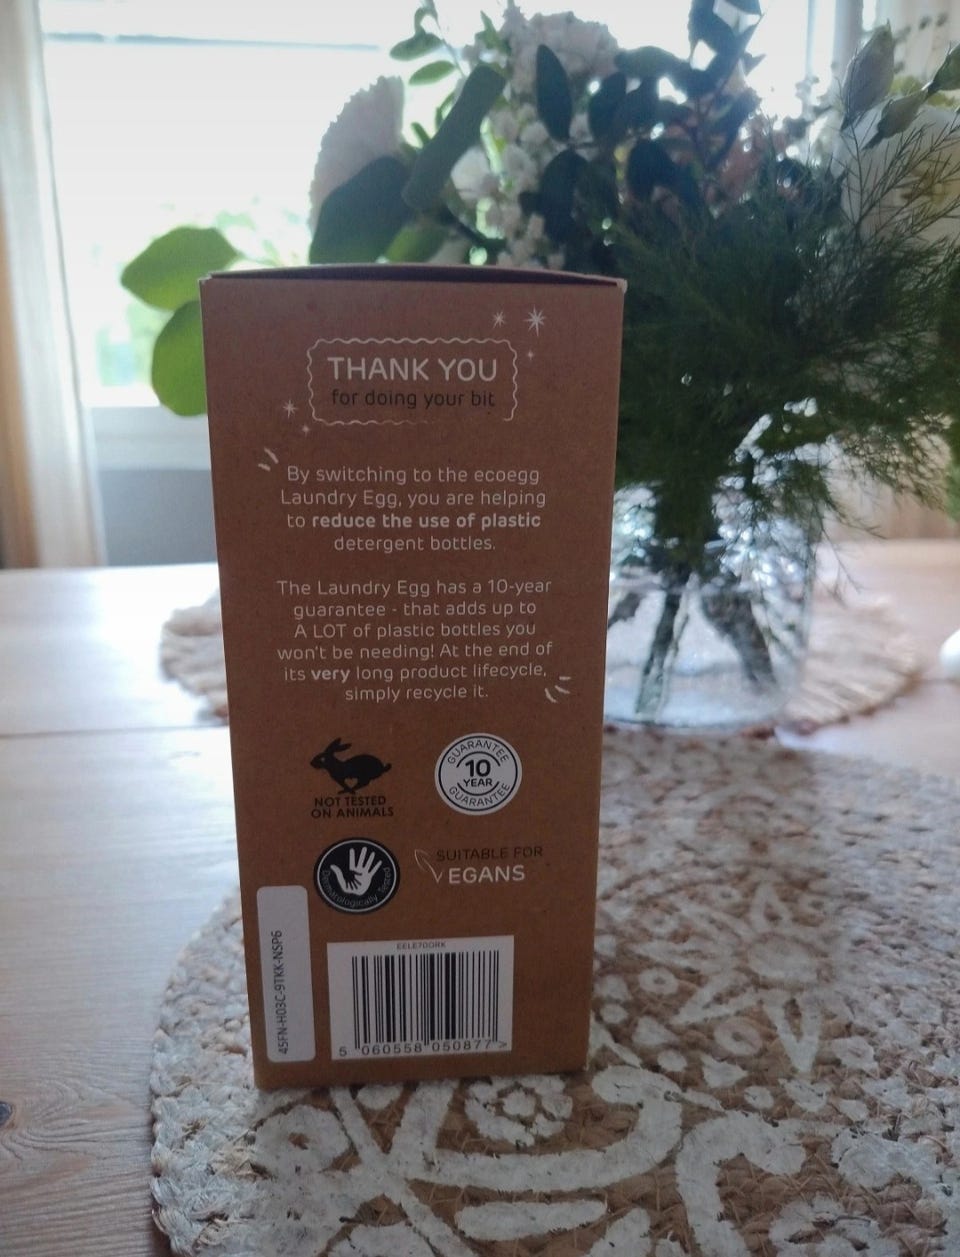 THANK YOU
for doing your bit
By switching to the ecoegg
Laundry Egg, you are helping
to reduce the use of plastic
detergent bottles.
The Laundry Egg has a 10-year
guarantee - that adds up to
A LOT of plastic bottles you
won't be needing! At the end of
its very long product lifecycle,
simply recycle it.
NOT TESTED
ON ANIMALS
GUARANTEE
10
YEAR
GUARANTEE
Dermatologically Tested
SUITABLE FOR
VEGANS
45FN-H03C-9TKK-NSP6
EELE70ORK
5 060558 050877 >